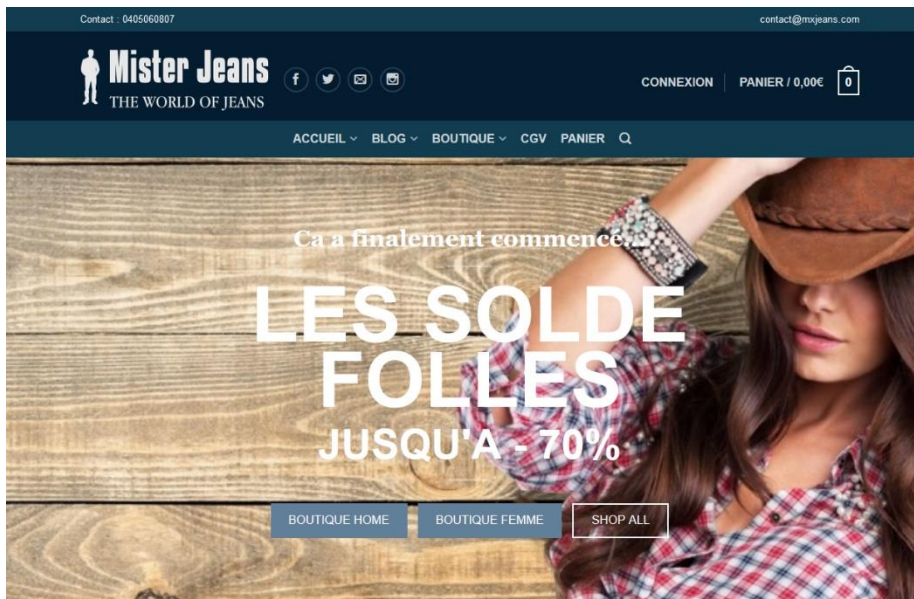 Contact : 0405060807
contact@mxjeans.com
Mister Jeans
THE WORLD OF JEANS
CONNEXION
PANIER / 0,00€
0
ACCUEIL BLOG BOUTIQUE CGV PANIER
Ca a finalement commencé...
LES SOLDE
FOLLES
JUSQU'A - 70%
BOUTIQUE HOME
BOUTIQUE FEMME
SHOP ALL